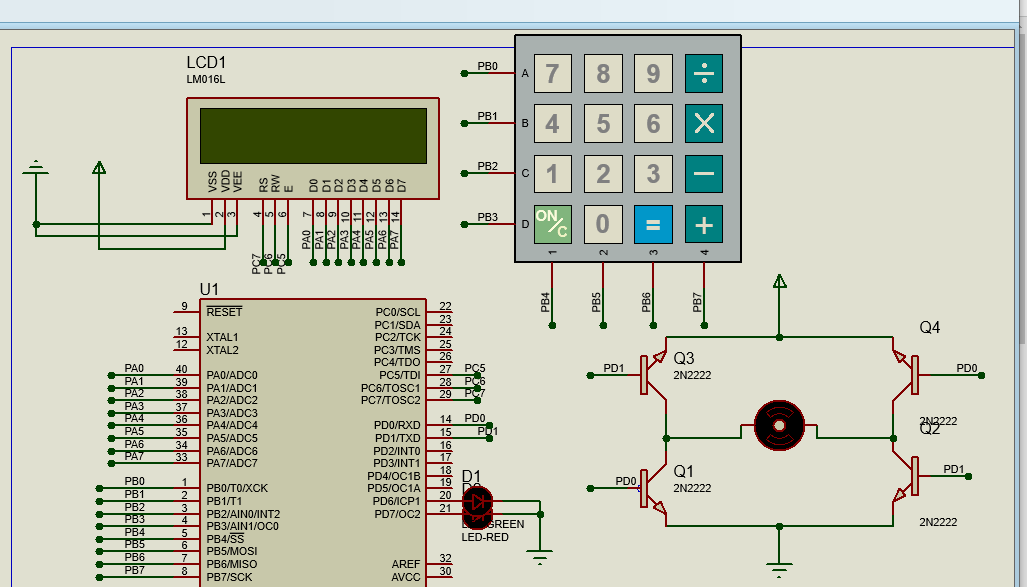 LCD1
LM016L
VSS
VDD
VEE
RS
RW
E
D0
D1
D2
D3
D4
D5
D6
D7
1
2
3
4
5
6
7
8
9
10
11
12
13
14
PC7
PC6
PC5
PA0
PA1
PA2
PA3
PA4
PA5
PA6
PA7
PB0
PB1
PB2
PB3
A
B
C
D
7 8 9 ÷
4 5 6 ×
1 2 3 −
ON/C 0 = +
1 2 3 4
PB4
PB5
PB6
PB7
U1
9 RESET
13 XTAL1
12 XTAL2
PA0 40 PA0/ADC0
PA1 39 PA1/ADC1
PA2 38 PA2/ADC2
PA3 37 PA3/ADC3
PA4 36 PA4/ADC4
PA5 35 PA5/ADC5
PA6 34 PA6/ADC6
PA7 33 PA7/ADC7
PB0 1 PB0/T0/XCK
PB1 2 PB1/T1
PB2 3 PB2/AIN0/INT2
PB3 4 PB3/AIN1/OC0
PB4 5 PB4/SS
PB5 6 PB5/MOSI
PB6 7 PB6/MISO
PB7 8 PB7/SCK
PC0/SCL 22
PC1/SDA 23
PC2/TCK 24
PC3/TMS 25
PC4/TDO 26
PC5/TDI 27 PC5
PC6/TOSC1 28 PC6
PC7/TOSC2 29 PC7
PD0/RXD 14 PD0
PD1/TXD 15 PD1
PD2/INT0 16
PD3/INT1 17
PD4/OC1B 18
PD5/OC1A 19
PD6/ICP1 20
PD7/OC2 21
AREF 32
AVCC 30
D1
GREEN
LED-RED
Q4
PD1
Q3
2N2222
PD0
2N2222
Q2
PD0
Q1
2N2222
PD1
2N2222